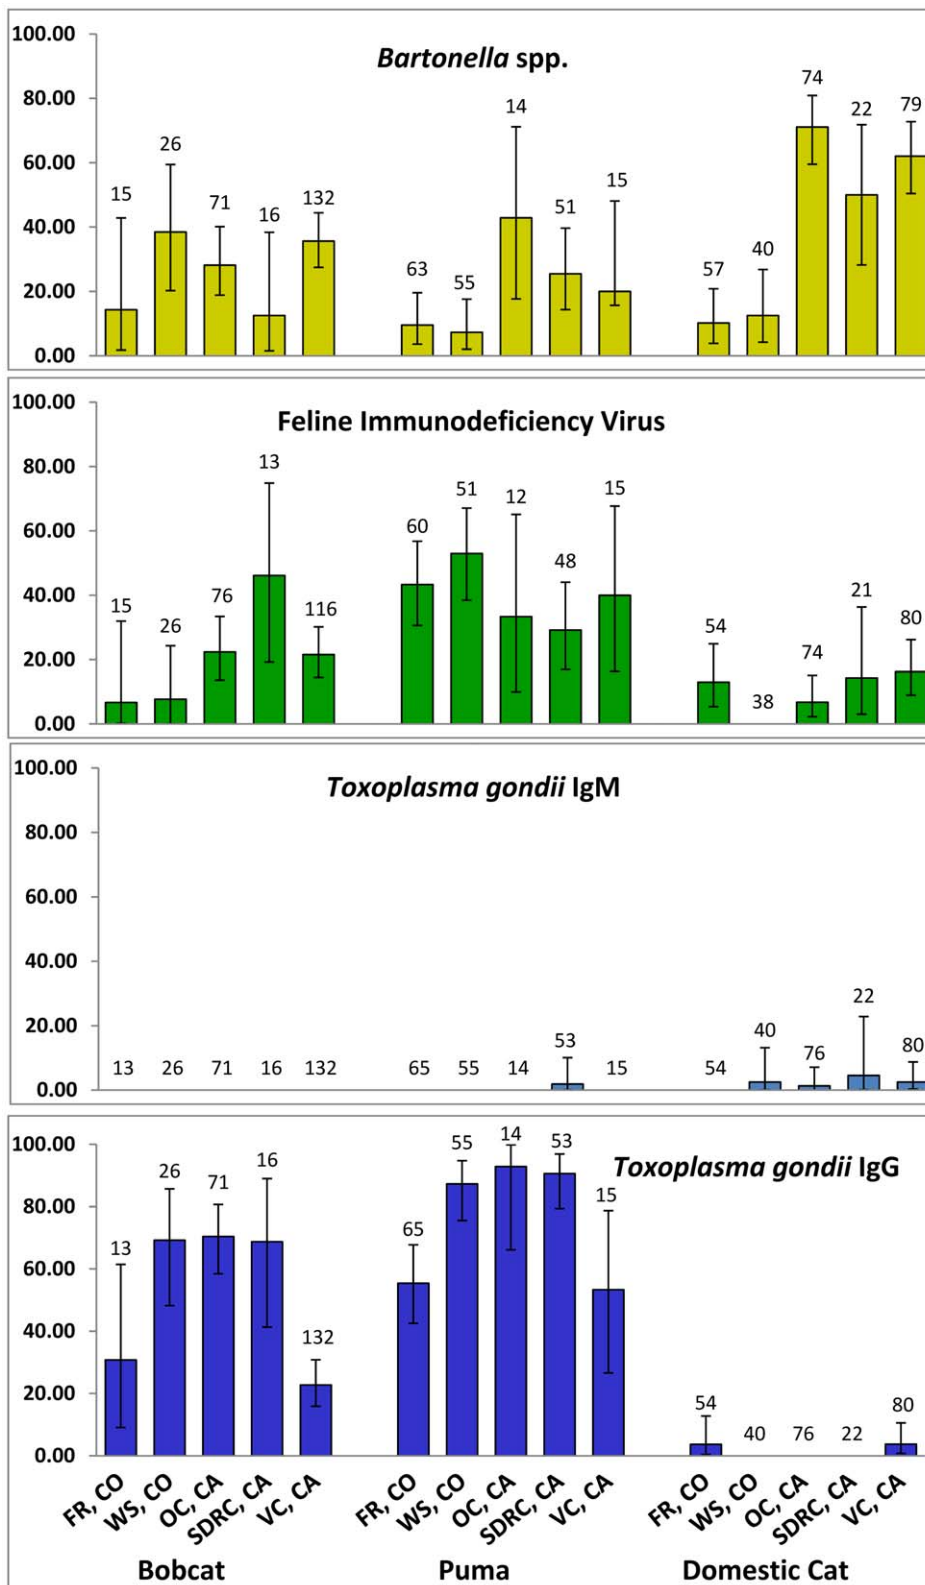 Bartonella spp.
100.00
80.00
60.00
40.00
20.00
0.00
15 26 71 16 132 63 55 14 51 15 57 40 74 22 79
Feline Immunodeficiency Virus
100.00
80.00
60.00
40.00
20.00
0.00
15 26 76 13 116 60 51 12 48 15 54 38 74 21 80
Toxoplasma gondii IgM
100.00
80.00
60.00
40.00
20.00
0.00
13 26 71 16 132 65 55 14 53 15 54 40 76 22 80
Toxoplasma gondii IgG
100.00
80.00
60.00
40.00
20.00
0.00
13 26 71 16 132 65 55 14 53 15 54 40 76 22 80
FR, CO WS, CO OC, CA SDRC, CA VC, CA FR, CO WS, CO OC, CA SDRC, CA VC, CA FR, CO WS, CO OC, CA SDRC, CA VC, CA
Bobcat Puma Domestic Cat